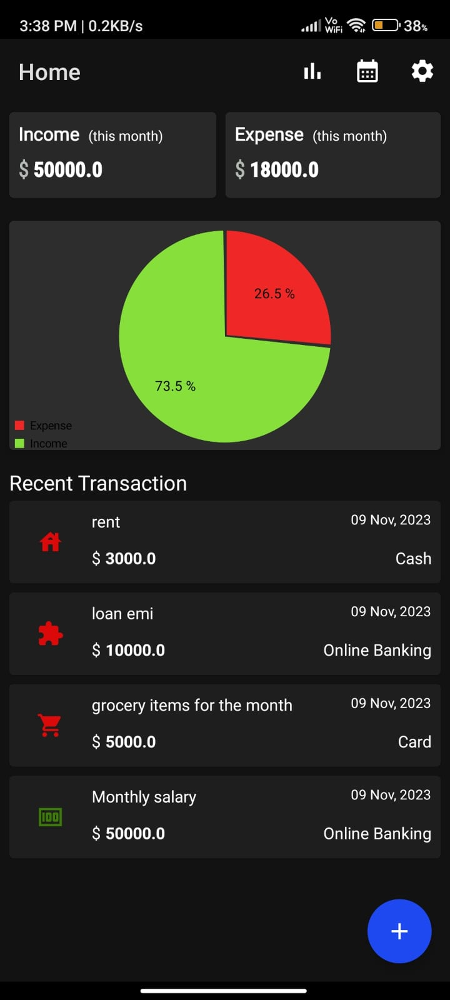 3:38 PM | 0.2KB/s Vo WiFi 38%
Home
Income (this month) Expense (this month)
$ 50000.0 $ 18000.0
26.5 %
73.5 %
Expense
Income
Recent Transaction
rent 09 Nov, 2023
$ 3000.0 Cash
loan emi 09 Nov, 2023
$ 10000.0 Online Banking
grocery items for the month 09 Nov, 2023
$ 5000.0 Card
Monthly salary 09 Nov, 2023
100
$ 50000.0 Online Banking
+